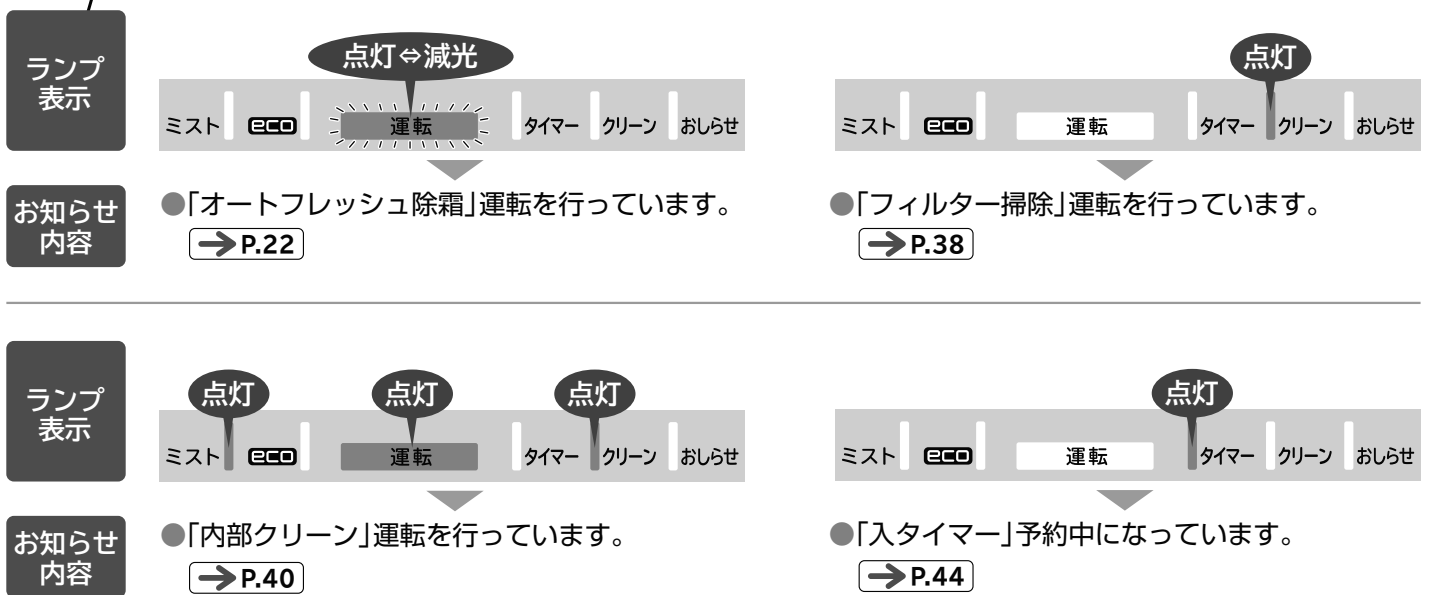 ランプ
表示
点灯⇔減光
ミスト eco 運転 タイマー クリーン おしらせ
点灯
ミスト eco 運転 タイマー クリーン おしらせ
お知らせ
内容
●「オートフレッシュ除霜」運転を行っています。
→P.22
●「フィルター掃除」運転を行っています。
→P.38
ランプ
表示
点灯 点灯 点灯
ミスト eco 運転 タイマー クリーン おしらせ
点灯
ミスト eco 運転 タイマー クリーン おしらせ
お知らせ
内容
●「内部クリーン」運転を行っています。
→P.40
●「入タイマー」予約中になっています。
→P.44